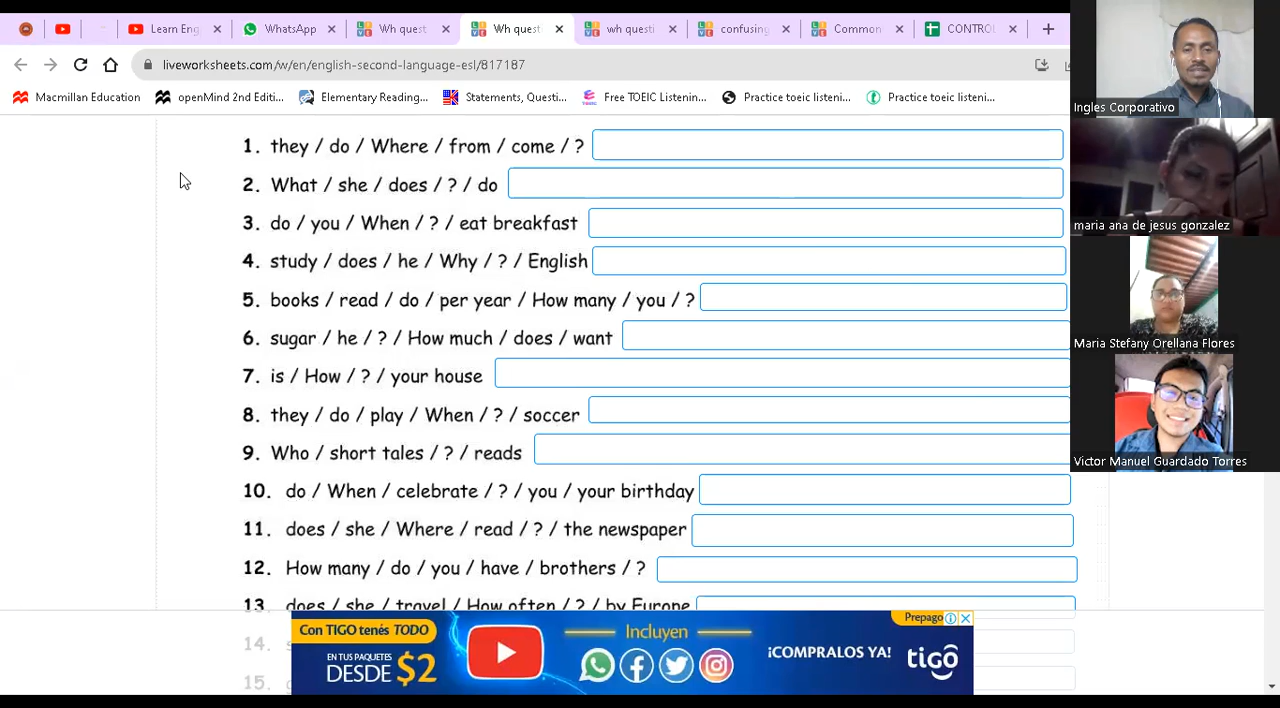 Learn Eng
WhatsApp
Wh quest
Wh quest
wh questi
confusing
Common
CONTROL
liveworksheets.com/w/en/english-second-language-esl/817187
Macmillan Education
openMind 2nd Editi...
Elementary Reading...
Statements, Questi...
Free TOEIC Listenin...
Practice toeic listeni...
Practice toeic listeni...
1. they / do / Where / from / come / ?
2. What / she / does / ? / do
3. do / you / When / ? / eat breakfast
4. study / does / he / Why / ? / English
5. books / read / do / per year / How many / you / ?
6. sugar / he / ? / How much / does / want
7. is / How / ? / your house
8. they / do / play / When / ? / soccer
9. Who / short tales / ? / reads
10. do / When / celebrate / ? / you / your birthday
11. does / she / Where / read / ? / the newspaper
12. How many / do / you / have / brothers / ?
13. does / she / travel / How often / ? / by Europe
14.
15.
Con TIGO tenés TODO
EN TUS PAQUETES
DESDE $2
Incluyen
¡COMPRALOS YA!
Prepago
tigo
Ingles Corporativo
maria ana de jesus gonzalez
Maria Stefany Orellana Flores
Victor Manuel Guardado Torres